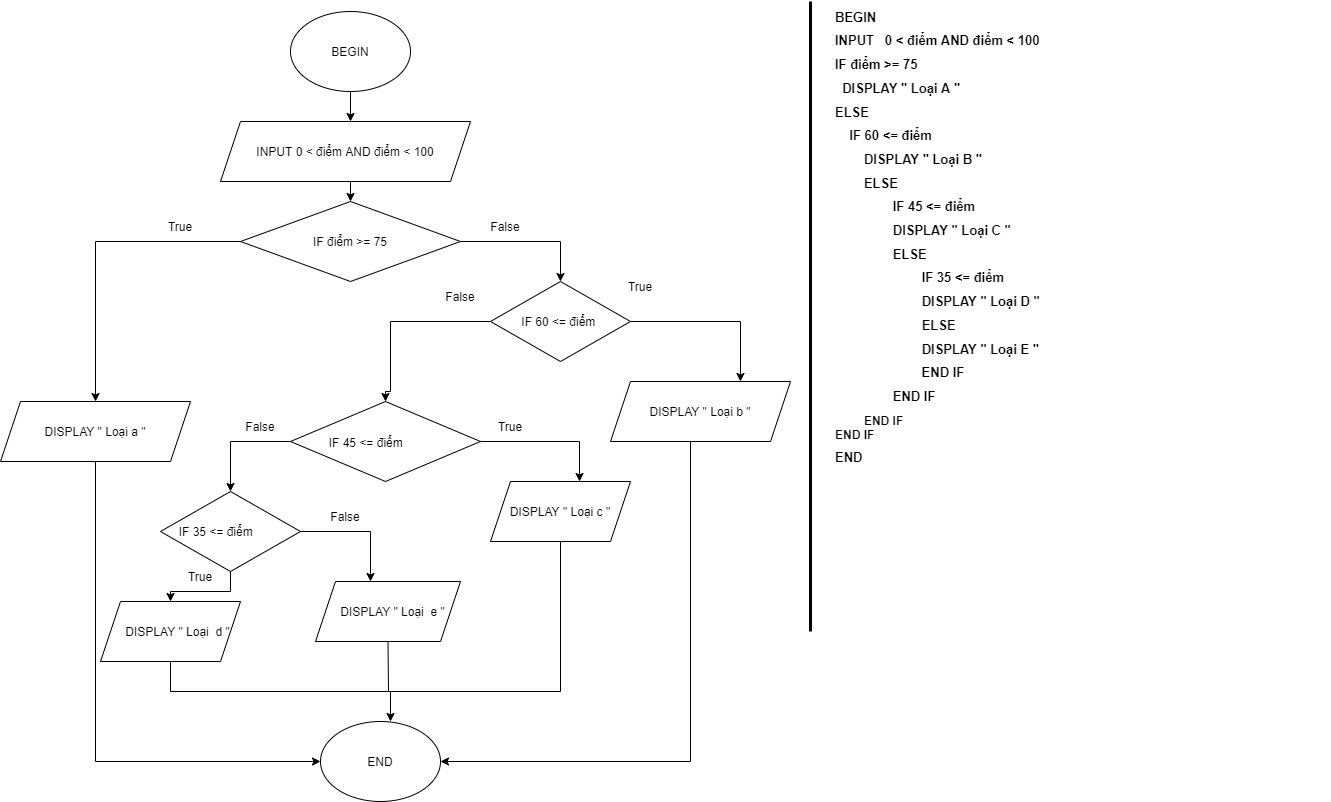 BEGIN
INPUT 0 < điểm AND điểm < 100
True
False
IF điểm >= 75
False
True
IF 60 <= điểm
DISPLAY " Loại a "
DISPLAY " Loại b "
False
True
IF 45 <= điểm
DISPLAY " Loại c "
False
IF 35 <= điểm
True
DISPLAY " Loại  e "
DISPLAY " Loại  d "
END
BEGIN
INPUT   0 < điểm AND điểm < 100
IF điểm >= 75
DISPLAY " Loại A "
ELSE
IF 60 <= điểm
DISPLAY " Loại B "
ELSE
IF 45 <= điểm
DISPLAY " Loại C "
ELSE
IF 35 <= điểm
DISPLAY " Loại D "
ELSE
DISPLAY " Loại E "
END IF
END IF
END IF
END IF
END